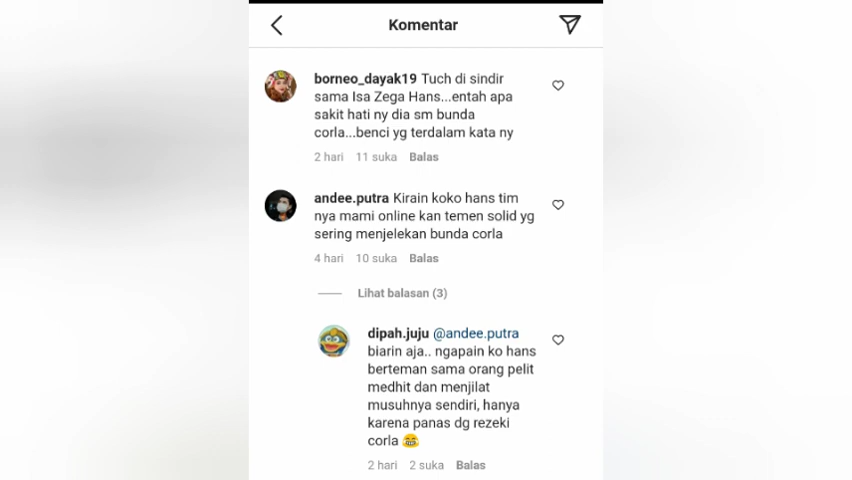 Komentar
borneo_dayak19 Tuch di sindir
sama Isa Zega Hans...entah apa
sakit hati ny dia sm bunda
corla...benci yg terdalam kata ny
2 hari 11 suka Balas
andee.putra Kirain koko hans tim
nya mami online kan temen solid yg
sering menjelekan bunda corla
4 hari 10 suka Balas
Lihat balasan (3)
dipah.juju @andee.putra
biarin aja.. ngapain ko hans
berteman sama orang pelit
medhit dan menjilat
musuhnya sendiri, hanya
karena panas dg rezeki
corla 😂
2 hari 2 suka Balas